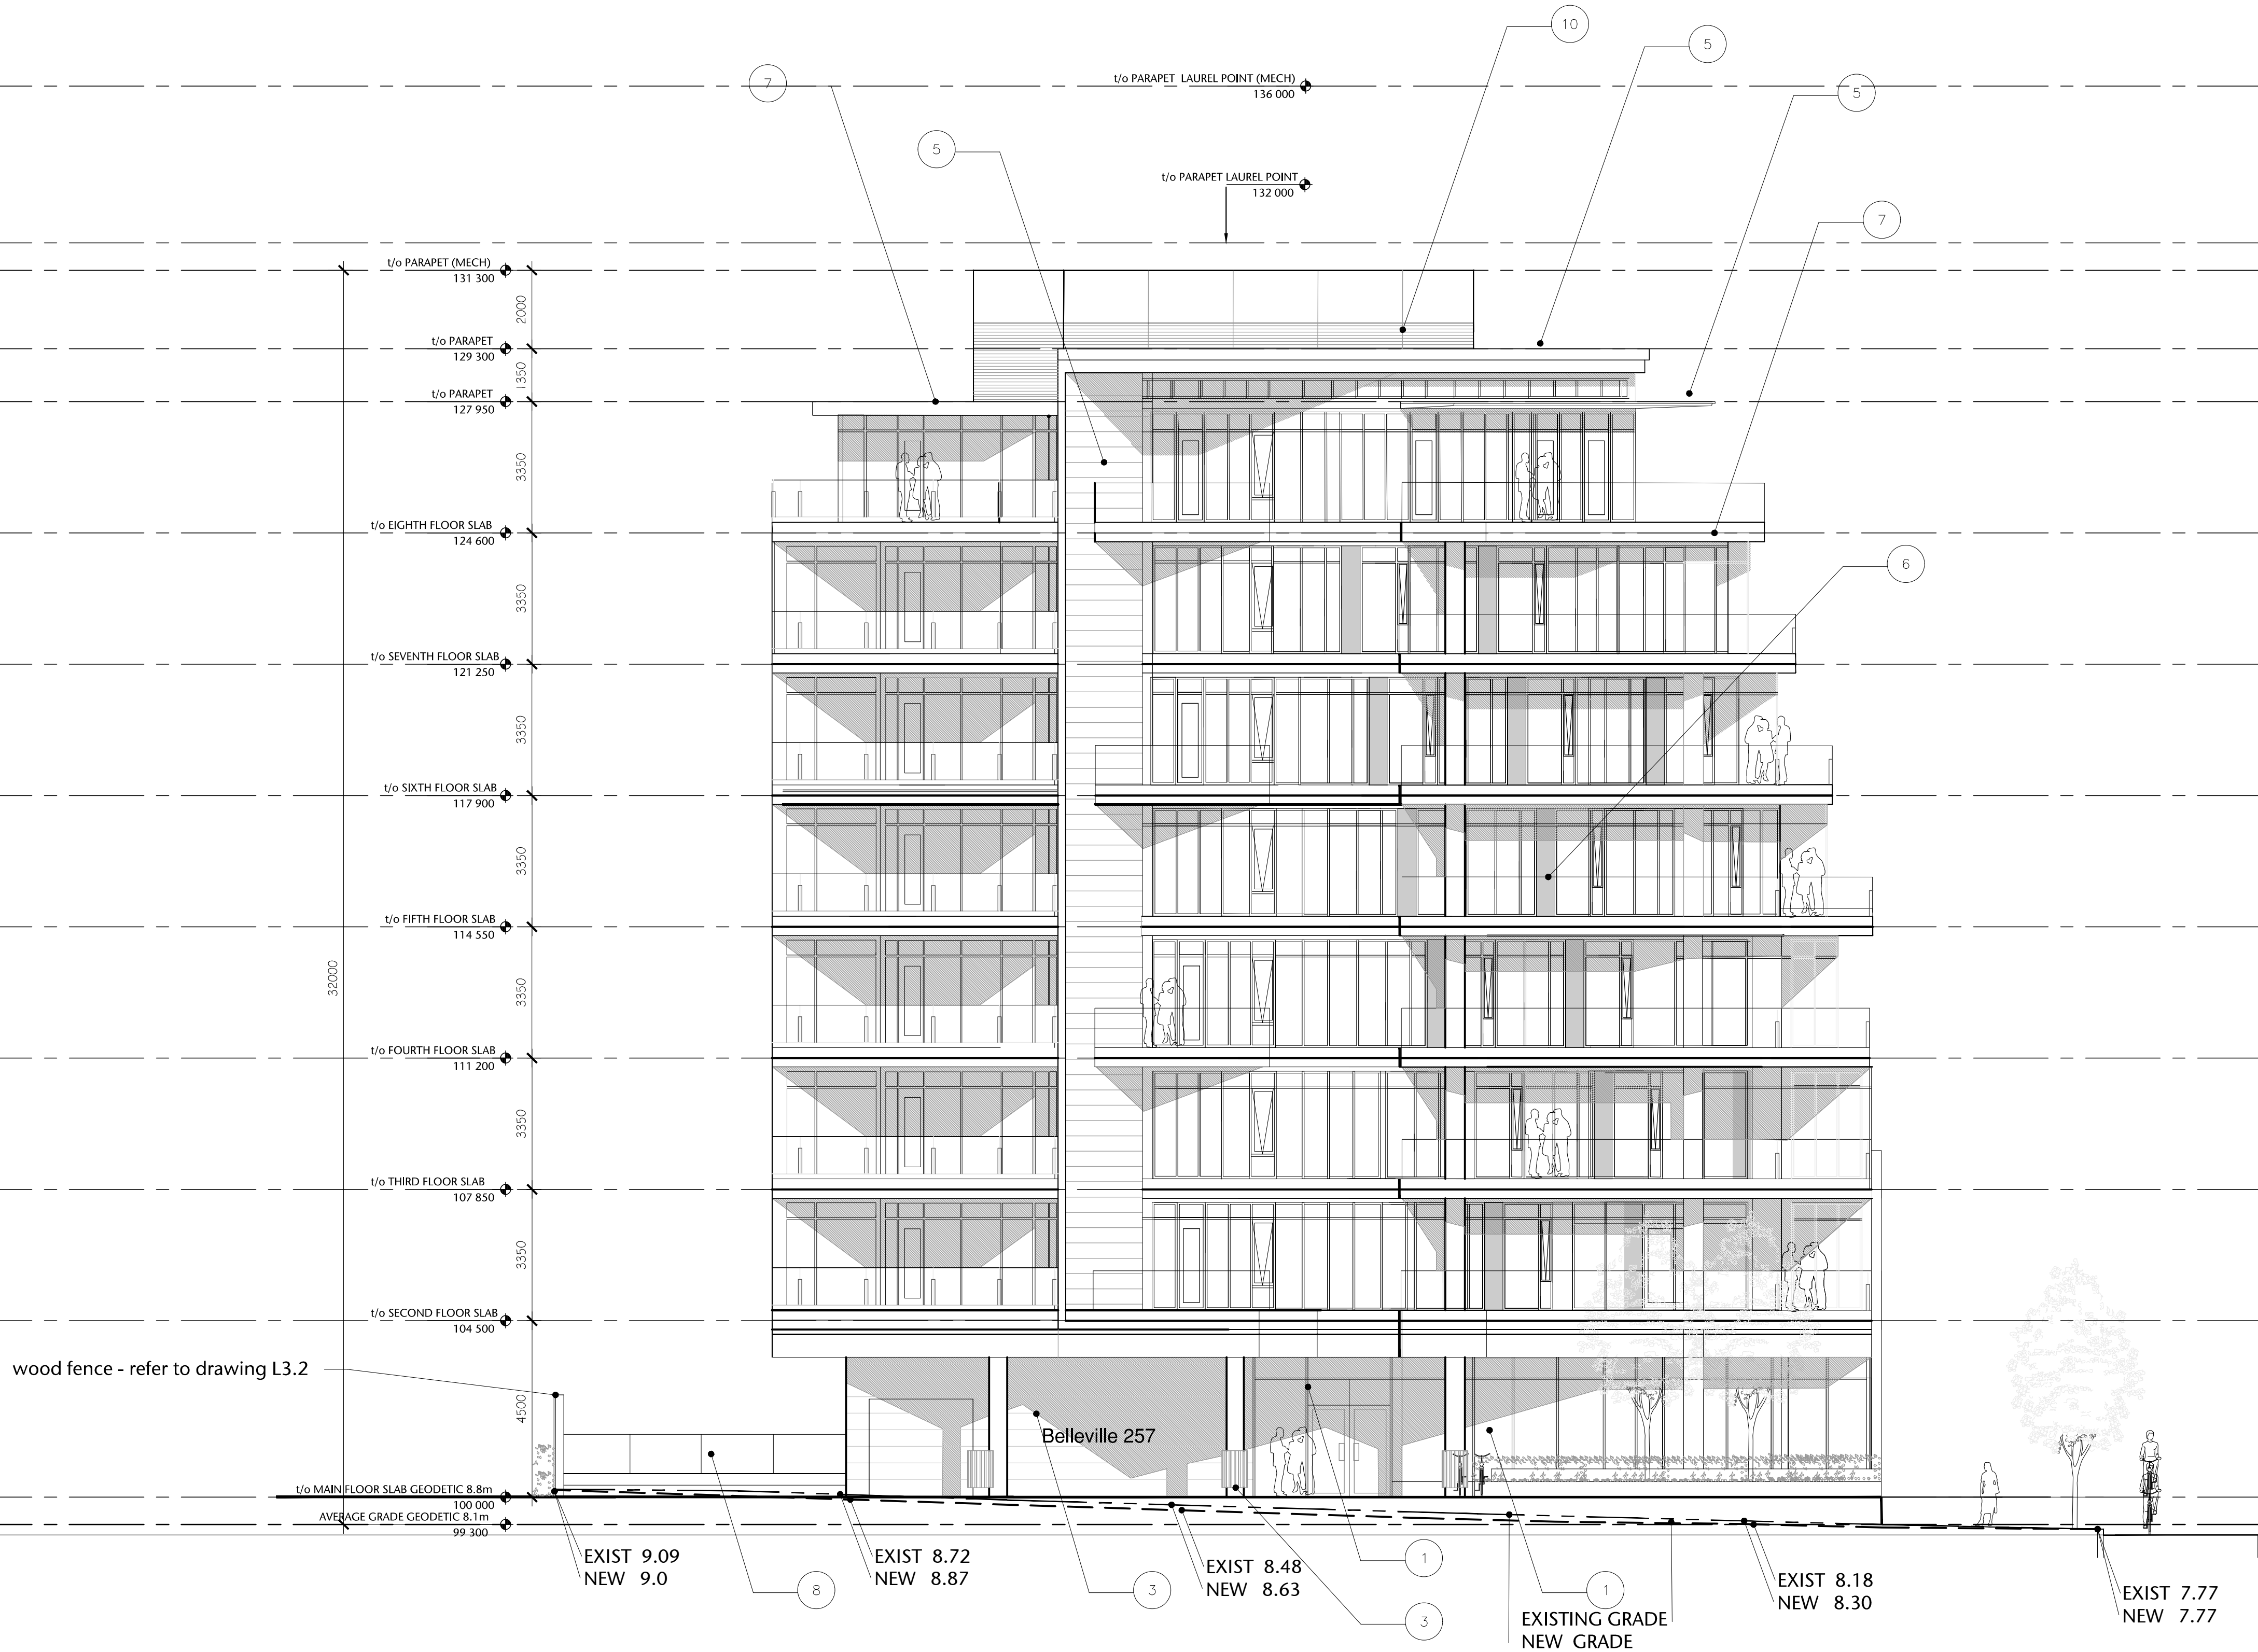 10
5
7
t/o PARAPET LAUREL POINT (MECH)
136 000
5
5
t/o PARAPET LAUREL POINT
132 000
7
t/o PARAPET (MECH)
131 300
2000
t/o PARAPET
129 300
1350
t/o PARAPET
127 950
3350
t/o EIGHTH FLOOR SLAB
124 600
6
3350
t/o SEVENTH FLOOR SLAB
121 250
3350
t/o SIXTH FLOOR SLAB
117 900
3350
t/o FIFTH FLOOR SLAB
114 550
32000
3350
t/o FOURTH FLOOR SLAB
111 200
3350
t/o THIRD FLOOR SLAB
107 850
3350
t/o SECOND FLOOR SLAB
104 500
wood fence - refer to drawing L3.2
4500
Belleville 257
t/o MAIN FLOOR SLAB GEODETIC 8.8m
100 000
AVERAGE GRADE GEODETIC 8.1m
99 300
EXIST 9.09
NEW 9.0
8
EXIST 8.72
NEW 8.87
3
EXIST 8.48
NEW 8.63
1
3
1
EXISTING GRADE
NEW GRADE
EXIST 8.18
NEW 8.30
EXIST 7.77
NEW 7.77